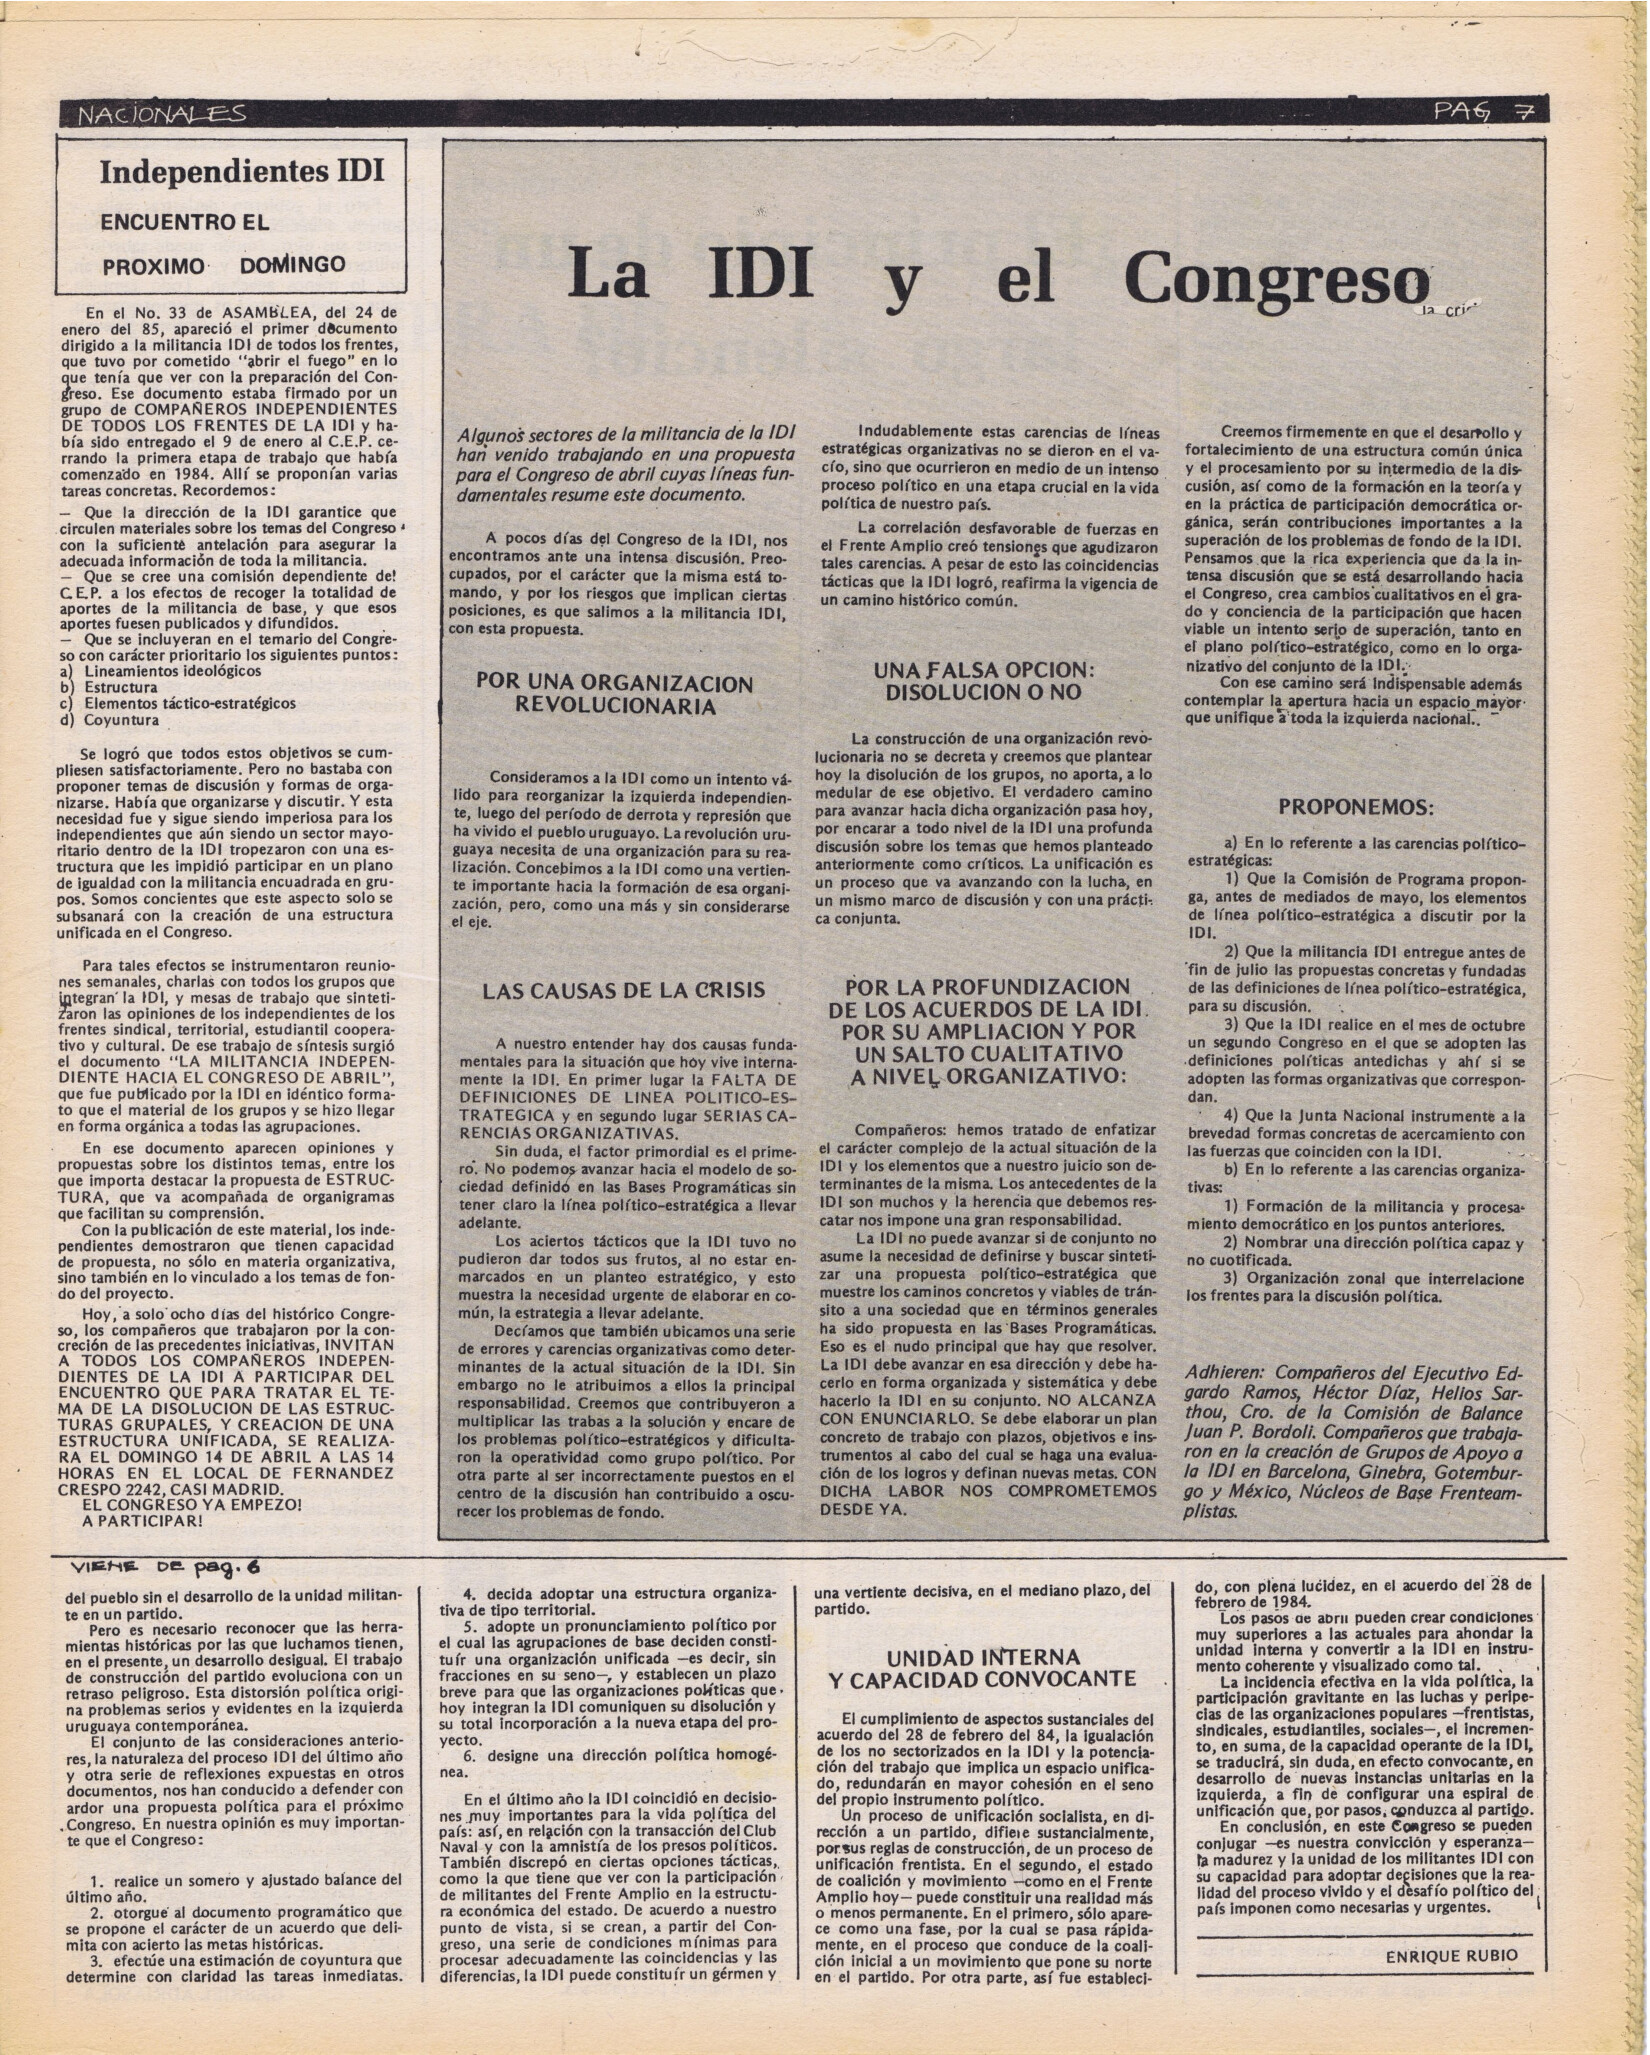 NACIONALES
PAG 7
Independientes IDI
ENCUENTRO EL
PROXIMO DOMINGO
En el No. 33 de ASAMBLEA, del 24 de
enero del 85, apareció el primer documento
dirigido a la militancia IDI de todos los frentes,
que tuvo por cometido "abrir el fuego" en lo
que tenía que ver con la preparación del Con-
greso. Ese documento estaba firmado por un
grupo de COMPAÑEROS INDEPENDIENTES
DE TODOS LOS FRENTES DE LA IDI y ha-
bía sido entregado el 9 de enero al C.E.P. ce-
rrando la primera etapa de trabajo que había
comenzado en 1984. Allí se proponían varias
tareas concretas. Recordemos:
— Que la dirección de la IDI garantice que
circulen materiales sobre los temas del Congreso
con la suficiente antelación para asegurar la
adecuada información de toda la militancia.
— Que se cree una comisión dependiente del
C.E.P. a los efectos de recoger la totalidad de
aportes de la militancia de base, y que esos
aportes fuesen publicados y difundidos.
— Que se incluyeran en el temario del Congre-
so con carácter prioritario los siguientes puntos:
a) Lineamientos ideológicos
b) Estructura
c) Elementos táctico-estratégicos
d) Coyuntura
Se logró que todos estos objetivos se cum-
pliesen satisfactoriamente. Pero no bastaba con
proponer temas de discusión y formas de orga-
nizarse. Había que organizarse y discutir. Y esta
necesidad fue y sigue siendo imperiosa para los
independientes que aún siendo un sector mayo-
ritario dentro de la IDI tropezaron con una es-
tructura que les impidió participar en un plano
de igualdad con la militancia encuadrada en gru-
pos. Somos concientes que este aspecto solo se
subsanará con la creación de una estructura
unificada en el Congreso.
Para tales efectos se instrumentaron reunio-
nes semanales, charlas con todos los grupos que
integran la IDI, y mesas de trabajo que sinteti-
zaron las opiniones de los independientes de los
frentes sindical, territorial, estudiantil coopera-
tivo y cultural. De ese trabajo de síntesis surgió
el documento "LA MILITANCIA INDEPEN-
DIENTE HACIA EL CONGRESO DE ABRIL",
que fue publicado por la IDI en idéntico forma-
to que el material de los grupos y se hizo llegar
en forma orgánica a todas las agrupaciones.
En ese documento aparecen opiniones y
propuestas sobre los distintos temas, entre los
que importa destacar la propuesta de ESTRUC-
TURA, que va acompañada de organigramas
que facilitan su comprensión.
Con la publicación de este material, los inde-
pendientes demostraron que tienen capacidad
de propuesta, no sólo en materia organizativa,
sino también en lo vinculado a los temas de fon-
do del proyecto.
Hoy, a solo ocho días del histórico Congre-
so, los compañeros que trabajaron por la con-
creción de las precedentes iniciativas, INVITAN
A TODOS LOS COMPAÑEROS INDEPEN-
DIENTES DE LA IDI A PARTICIPAR DEL
ENCUENTRO QUE PARA TRATAR EL TE-
MA DE LA DISOLUCION DE LAS ESTRUC-
TURAS GRUPALES, Y CREACION DE UNA
ESTRUCTURA UNIFICADA, SE REALIZA-
RA EL DOMINGO 14 DE ABRIL A LAS 14
HORAS EN EL LOCAL DE FERNANDEZ
CRESPO 2242, CASI MADRID.
EL CONGRESO YA EMPEZO!
A PARTICIPAR!
La IDI y el Congreso
la
Algunos sectores de la militancia de la IDI
han venido trabajando en una propuesta
para el Congreso de abril cuyas líneas fun-
damentales resume este documento.
A pocos días del Congreso de la IDI, nos
encontramos ante una intensa discusión. Preo-
cupados, por el carácter que la misma está to-
mando, y por los riesgos que implican ciertas
posiciones, es que salimos a la militancia IDI,
con esta propuesta.
POR UNA ORGANIZACION
REVOLUCIONARIA
Consideramos a la IDI como un intento vá-
lido para reorganizar la izquierda independien-
te, luego del período de derrota y represión que
ha vivido el pueblo uruguayo. La revolución uru-
guaya necesita de una organización para su rea-
lización. Concebimos a la IDI como una vertien-
te importante hacia la formación de esa organi-
zación, pero, como una más y sin considerarse
el eje.
LAS CAUSAS DE LA CRISIS
A nuestro entender hay dos causas funda-
mentales para la situación que hoy vive interna-
mente la IDI. En primer lugar la FALTA DE
DEFINICIONES DE LINEA POLITICO-ES-
TRATEGICA y en segundo lugar SERIAS CA-
RENCIAS ORGANIZATIVAS.
Sin duda, el factor primordial es el prime-
ro. No podemos avanzar hacia el modelo de so-
ciedad definido en las Bases Programáticas sin
tener claro la línea político-estratégica a llevar
adelante.
Los aciertos tácticos que la IDI tuvo no
pudieron dar todos sus frutos, al no estar en-
marcados en un planteo estratégico, y esto
muestra la necesidad urgente de elaborar en co-
mún, la estrategia a llevar adelante.
Decíamos que también ubicamos una serie
de errores y carencias organizativas como deter-
minantes de la actual situación de la IDI. Sin
embargo no le atribuimos a ellos la principal
responsabilidad. Creemos que contribuyeron a
multiplicar las trabas a la solución y encare de
los problemas político-estratégicos y dificulta-
ron la operatividad como grupo político. Por
otra parte al ser incorrectamente puestos en el
centro de la discusión han contribuido a oscu-
recer los problemas de fondo.
Indudablemente estas carencias de líneas
estratégicas organizativas no se dieron en el va-
cío, sino que ocurrieron en medio de un intenso
proceso político en una etapa crucial en la vida
política de nuestro país.
La correlación desfavorable de fuerzas en
el Frente Amplio creó tensiones que agudizaron
tales carencias. A pesar de esto las coincidencias
tácticas que la IDI logró, reafirma la vigencia de
un camino histórico común.
UNA FALSA OPCION:
DISOLUCION O NO
La construcción de una organización revo-
lucionaria no se decreta y creemos que plantear
hoy la disolución de los grupos, no aporta, a lo
medular de ese objetivo. El verdadero camino
para avanzar hacia dicha organización pasa hoy,
por encarar a todo nivel de la IDI una profunda
discusión sobre los temas que hemos planteado
anteriormente como críticos. La unificación es
un proceso que va avanzando con la lucha, en
un mismo marco de discusión y con una prácti-
ca conjunta.
POR LA PROFUNDIZACION
DE LOS ACUERDOS DE LA IDI.
POR SU AMPLIACION Y POR
UN SALTO CUALITATIVO
A NIVEL ORGANIZATIVO:
Compañeros: hemos tratado de enfatizar
el carácter complejo de la actual situación de la
IDI y los elementos que a nuestro juicio son de-
terminantes de la misma. Los antecedentes de la
IDI son muchos y la herencia que debemos res-
catar nos impone una gran responsabilidad.
La IDI no puede avanzar si de conjunto no
asume la necesidad de definirse y buscar sinteti-
zar una propuesta político-estratégica que
muestre los caminos concretos y viables de trán-
sito a una sociedad que en términos generales
ha sido propuesta en las Bases Programáticas.
Eso es el nudo principal que hay que resolver.
La IDI debe avanzar en esa dirección y debe ha-
cerlo en forma organizada y sistemática y debe
hacerlo la IDI en su conjunto. NO ALCANZA
CON ENUNCIARLO. Se debe elaborar un plan
concreto de trabajo con plazos, objetivos e ins-
trumentos al cabo del cual se haga una evalua-
ción de los logros y definan nuevas metas. CON
DICHA LABOR NOS COMPROMETEMOS
DESDE YA.
Creemos firmemente en que el desarrollo y
fortalecimiento de una estructura común única
y el procesamiento por su intermedio de la dis-
cusión, así como de la formación en la teoría y
en la práctica de participación democrática or-
gánica, serán contribuciones importantes a la
superación de los problemas de fondo de la IDI.
Pensamos que la rica experiencia que da la in-
tensa discusión que se está desarrollando hacia
el Congreso, crea cambios cualitativos en el gra-
do y conciencia de la participación que hacen
viable un intento serio de superación, tanto en
el plano político-estratégico, como en lo orga-
nizativo del conjunto de la IDI.
Con ese camino será indispensable además
contemplar la apertura hacia un espacio mayor
que unifique a toda la izquierda nacional.
PROPONEMOS:
a) En lo referente a las carencias político-
estratégicas:
1) Que la Comisión de Programa propon-
ga, antes de mediados de mayo, los elementos
de línea político-estratégica a discutir por la
IDI.
2) Que la militancia IDI entregue antes de
fin de julio las propuestas concretas y fundadas
de las definiciones de línea político-estratégica,
para su discusión.
3) Que la IDI realice en el mes de octubre
un segundo Congreso en el que se adopten las
definiciones políticas antedichas y ahí si se
adopten las formas organizativas que correspon-
dan.
4) Que la Junta Nacional instrumente a la
brevedad formas concretas de acercamiento con
las fuerzas que coinciden con la IDI.
b) En lo referente a las carencias organiza-
tivas:
1) Formación de la militancia y procesa-
miento democrático en los puntos anteriores.
2) Nombrar una dirección política capaz y
no cuotificada.
3) Organización zonal que interrelacione
los frentes para la discusión política.
Adhieren: Compañeros del Ejecutivo Ed-
gardo Ramos, Héctor Díaz, Helios Sar-
thou, Cro. de la Comisión de Balance
Juan P. Bordoli. Compañeros que trabaja-
ron en la creación de Grupos de Apoyo a
la IDI en Barcelona, Ginebra, Gotembur-
go y México, Núcleos de Base Frenteam-
plistas.
VIENE DE pag. 6
del pueblo sin el desarrollo de la unidad militan-
te en un partido.
Pero es necesario reconocer que las herra-
mientas históricas por las que luchamos tienen,
en el presente, un desarrollo desigual. El trabajo
de construcción del partido evoluciona con un
retraso peligroso. Esta distorsión política origi-
na problemas serios y evidentes en la izquierda
uruguaya contemporánea.
El conjunto de las consideraciones anterio-
res, la naturaleza del proceso IDI del último año
y otra serie de reflexiones expuestas en otros
documentos, nos han conducido a defender con
ardor una propuesta política para el próximo
Congreso. En nuestra opinión es muy importan-
te que el Congreso:
1. realice un somero y ajustado balance del
último año.
2. otorgue al documento programático que
se propone el carácter de un acuerdo que deli-
mita con acierto las metas históricas.
3. efectúe una estimación de coyuntura que
determine con claridad las tareas inmediatas.
4. decida adoptar una estructura organiza-
tiva de tipo territorial.
5. adopte un pronunciamiento político por
el cual las agrupaciones de base deciden consti-
tuír una organización unificada —es decir, sin
fracciones en su seno—, y establecen un plazo
breve para que las organizaciones políticas que
hoy integran la IDI comuniquen su disolución y
su total incorporación a la nueva etapa del pro-
yecto.
6. designe una dirección política homogé-
nea.
En el último año la IDI coincidió en decisio-
nes muy importantes para la vida política del
país: así, en relación con la transacción del Club
Naval y con la amnistía de los presos políticos.
También discrepó en ciertas opciones tácticas,
como la que tiene que ver con la participación
de militantes del Frente Amplio en la estructu-
ra económica del estado. De acuerdo a nuestro
punto de vista, si se crean, a partir del Con-
greso, una serie de condiciones mínimas para
procesar adecuadamente las coincidencias y las
diferencias, la IDI puede constituír un gérmen y
una vertiente decisiva, en el mediano plazo, del
partido.
UNIDAD INTERNA
Y CAPACIDAD CONVOCANTE
El cumplimiento de aspectos sustanciales del
acuerdo del 28 de febrero del 84, la igualación
de los no sectorizados en la IDI y la potencia-
ción del trabajo que implica un espacio unifica-
do, redundarán en mayor cohesión en el seno
del propio instrumento político.
Un proceso de unificación socialista, en di-
rección a un partido, difiere sustancialmente,
por sus reglas de construcción, de un proceso de
unificación frentista. En el segundo, el estado
de coalición y movimiento —como en el Frente
Amplio hoy— puede constituir una realidad más
o menos permanente. En el primero, sólo apare-
ce como una fase, por la cual se pasa rápida-
mente, en el proceso que conduce de la coali-
ción inicial a un movimiento que pone su norte
en el partido. Por otra parte, así fue estableci-
do, con plena lucidez, en el acuerdo del 28 de
febrero de 1984.
Los pasos de abril pueden crear condiciones
muy superiores a las actuales para ahondar la
unidad interna y convertir a la IDI en instru-
mento coherente y visualizado como tal.
La incidencia efectiva en la vida política, la
participación gravitante en las luchas y peripe-
cias de las organizaciones populares —frentistas,
sindicales, estudiantiles, sociales—, el incremen-
to, en suma, de la capacidad operante de la IDI,
se traducirá, sin duda, en efecto convocante, en
desarrollo de nuevas instancias unitarias en la
izquierda, a fin de configurar una espiral de
unificación que, por pasos, conduzca al partido.
En conclusión, en este Congreso se pueden
conjugar —es nuestra convicción y esperanza—
la madurez y la unidad de los militantes IDI con
su capacidad para adoptar decisiones que la rea-
lidad del proceso vivido y el desafío político del
país imponen como necesarias y urgentes.
ENRIQUE RUBIO